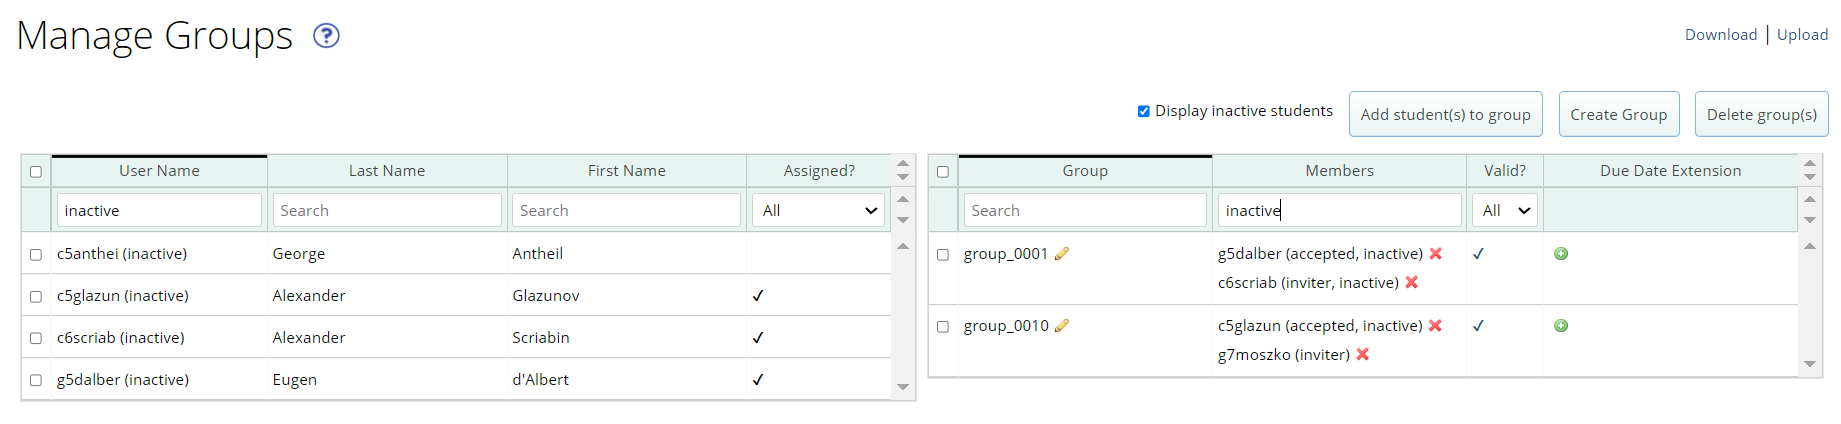 Manage Groups ?
Download | Upload
Display inactive students Add student(s) to group Create Group Delete group(s)
User Name Last Name First Name Assigned?
inactive Search Search All
c5anthei (inactive) George Antheil
c5glazun (inactive) Alexander Glazunov ✓
c6scriab (inactive) Alexander Scriabin ✓
g5dalber (inactive) Eugen d'Albert ✓
Group Members Valid? Due Date Extension
Search inactive All
group_0001 g5dalber (accepted, inactive) ✓
c6scriab (inviter, inactive)
group_0010 c5glazun (accepted, inactive) ✓
g7moszko (inviter)